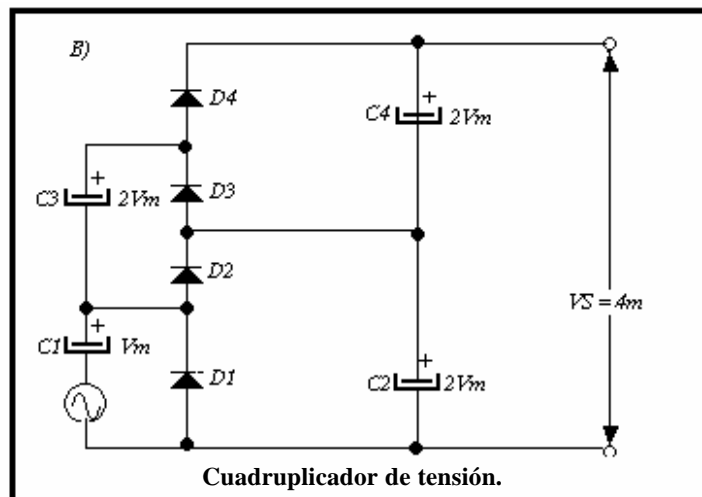 B)
D4
+
C4 2Vm
+
C3 2Vm
D3
D2
VS = 4m
+
C1 Vm
D1
+
C2 2Vm
Cuadruplicador de tensión.